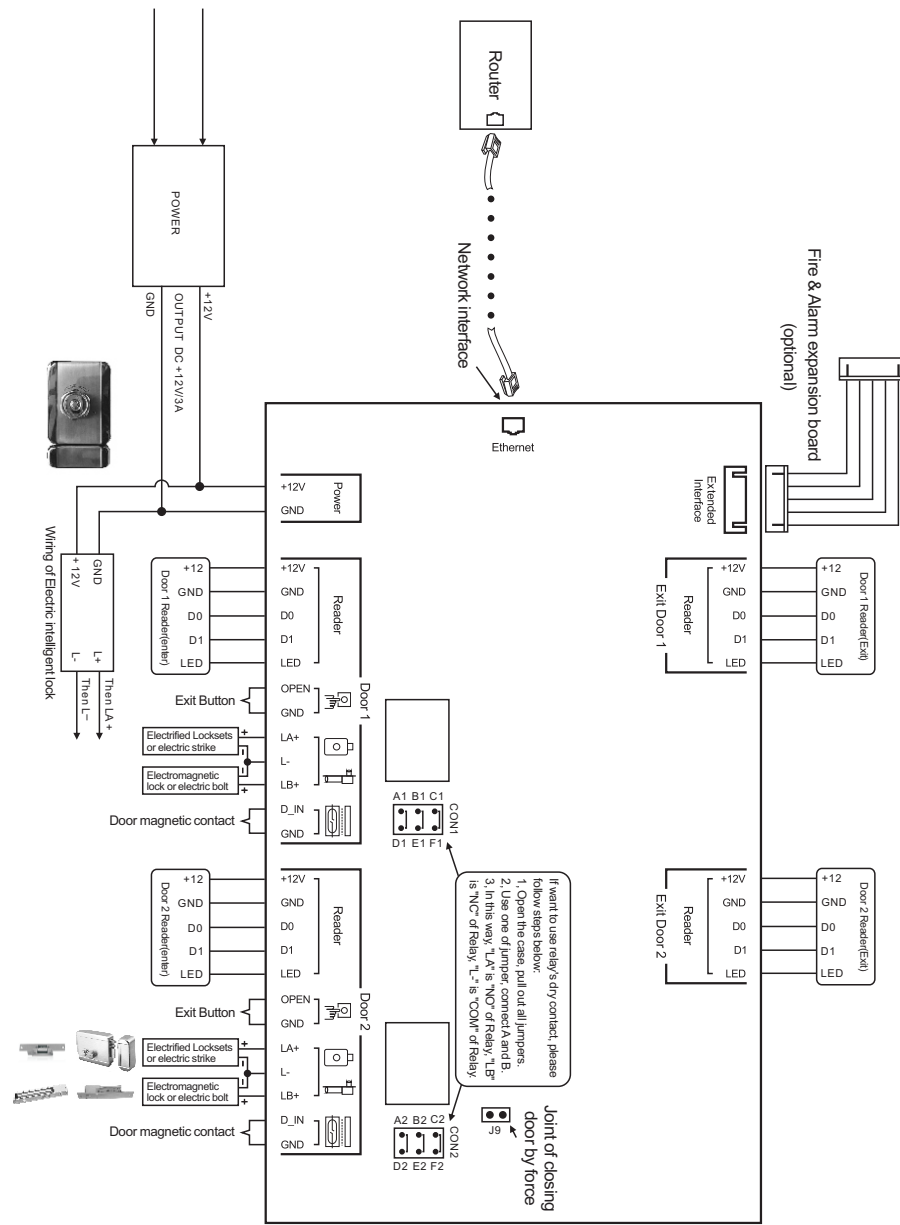 Router
Network interface
Fire & Alarm expansion board
(optional)
POWER
+12V
OUTPUT DC +12V/3A
GND
Ethernet
Extended
Interface
+12V
GND
Power
GND
+12V
L+
L-
Then LA+
Then L-
Wiring of Electric intelligent lock
+12
GND
D0
D1
LED
Door 1 Reader(enter)
+12V
GND
D0
D1
LED
Reader
Door 1
Exit Button
OPEN
GND
Electrified Locksets
or electric strike
+
-
-
Electromagnetic
lock or electric bolt
+
LA+
L-
LB+
Door magnetic contact
D_IN
GND
+12V
GND
D0
D1
LED
Reader
Exit Door 1
+12
GND
D0
D1
LED
Door 1 Reader(Exit)
A1 B1 C1
CON1
D1 E1 F1
If want to use relay's dry contact, please
follow steps below:
1, Open the case, pull out all jumpers.
2, Use one of jumper, connect A and B.
3, In this way, "LA" is "NO" of Relay, "LB"
is "NC" of Relay, "L-" is "COM" of Relay.
+12
GND
D0
D1
LED
Door 2 Reader(enter)
+12V
GND
D0
D1
LED
Reader
Door 2
Exit Button
OPEN
GND
Electrified Locksets
or electric strike
+
-
-
Electromagnetic
lock or electric bolt
+
LA+
L-
LB+
Door magnetic contact
D_IN
GND
+12V
GND
D0
D1
LED
Reader
Exit Door 2
+12
GND
D0
D1
LED
Door 2 Reader(Exit)
A2 B2 C2
CON2
D2 E2 F2
J9
Joint of closing
door by force